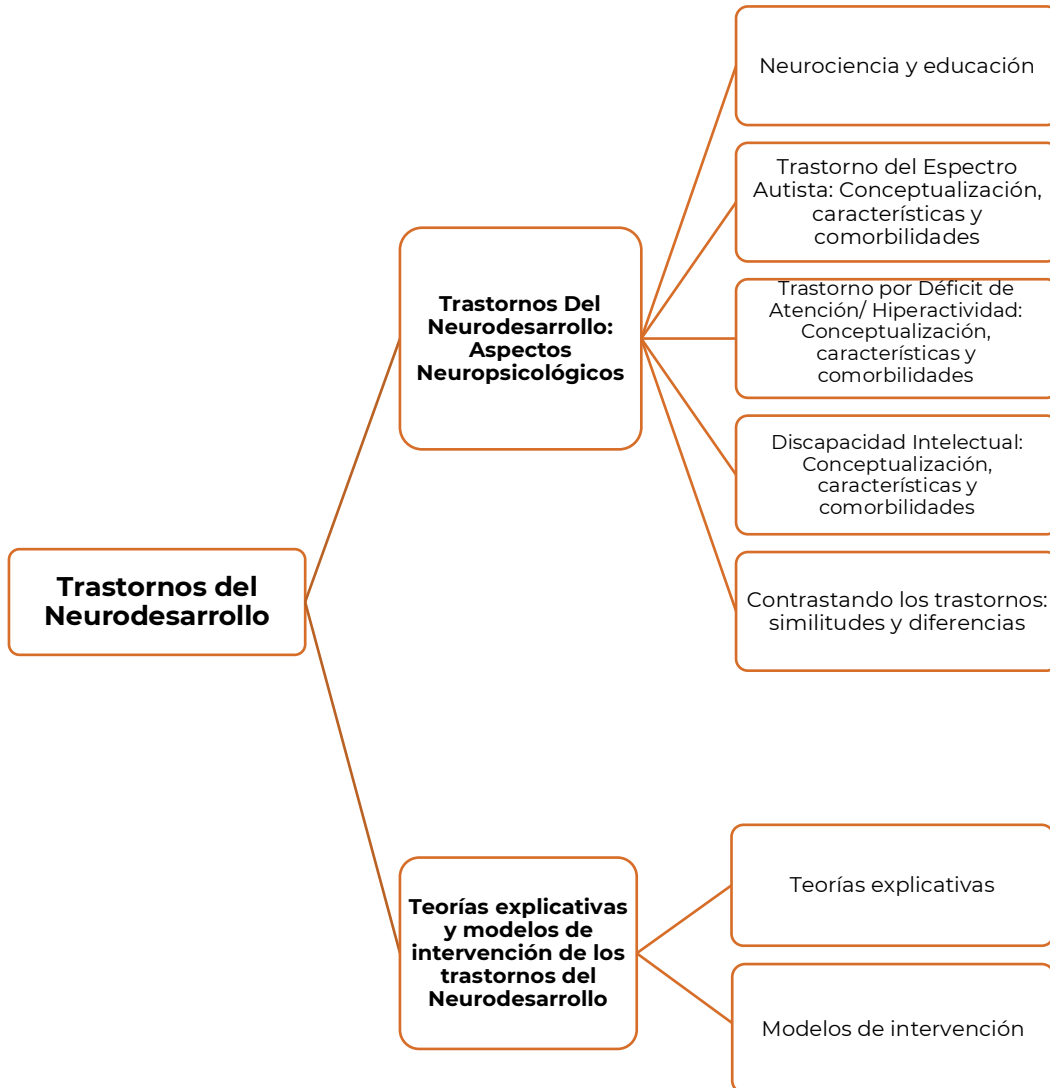 Neurociencia y educación
Trastorno del Espectro
Autista: Conceptualización,
características y
comorbilidades
Trastornos Del
Neurodesarrollo:
Aspectos
Neuropsicológicos
Trastorno por Déficit de
Atención/ Hiperactividad:
Conceptualización,
características y
comorbilidades
Discapacidad Intelectual:
Conceptualización,
características y
comorbilidades
Trastornos del
Neurodesarrollo
Contrastando los trastornos:
similitudes y diferencias
Teorías explicativas
y modelos de
intervención de los
trastornos del
Neurodesarrollo
Teorías explicativas
Modelos de intervención